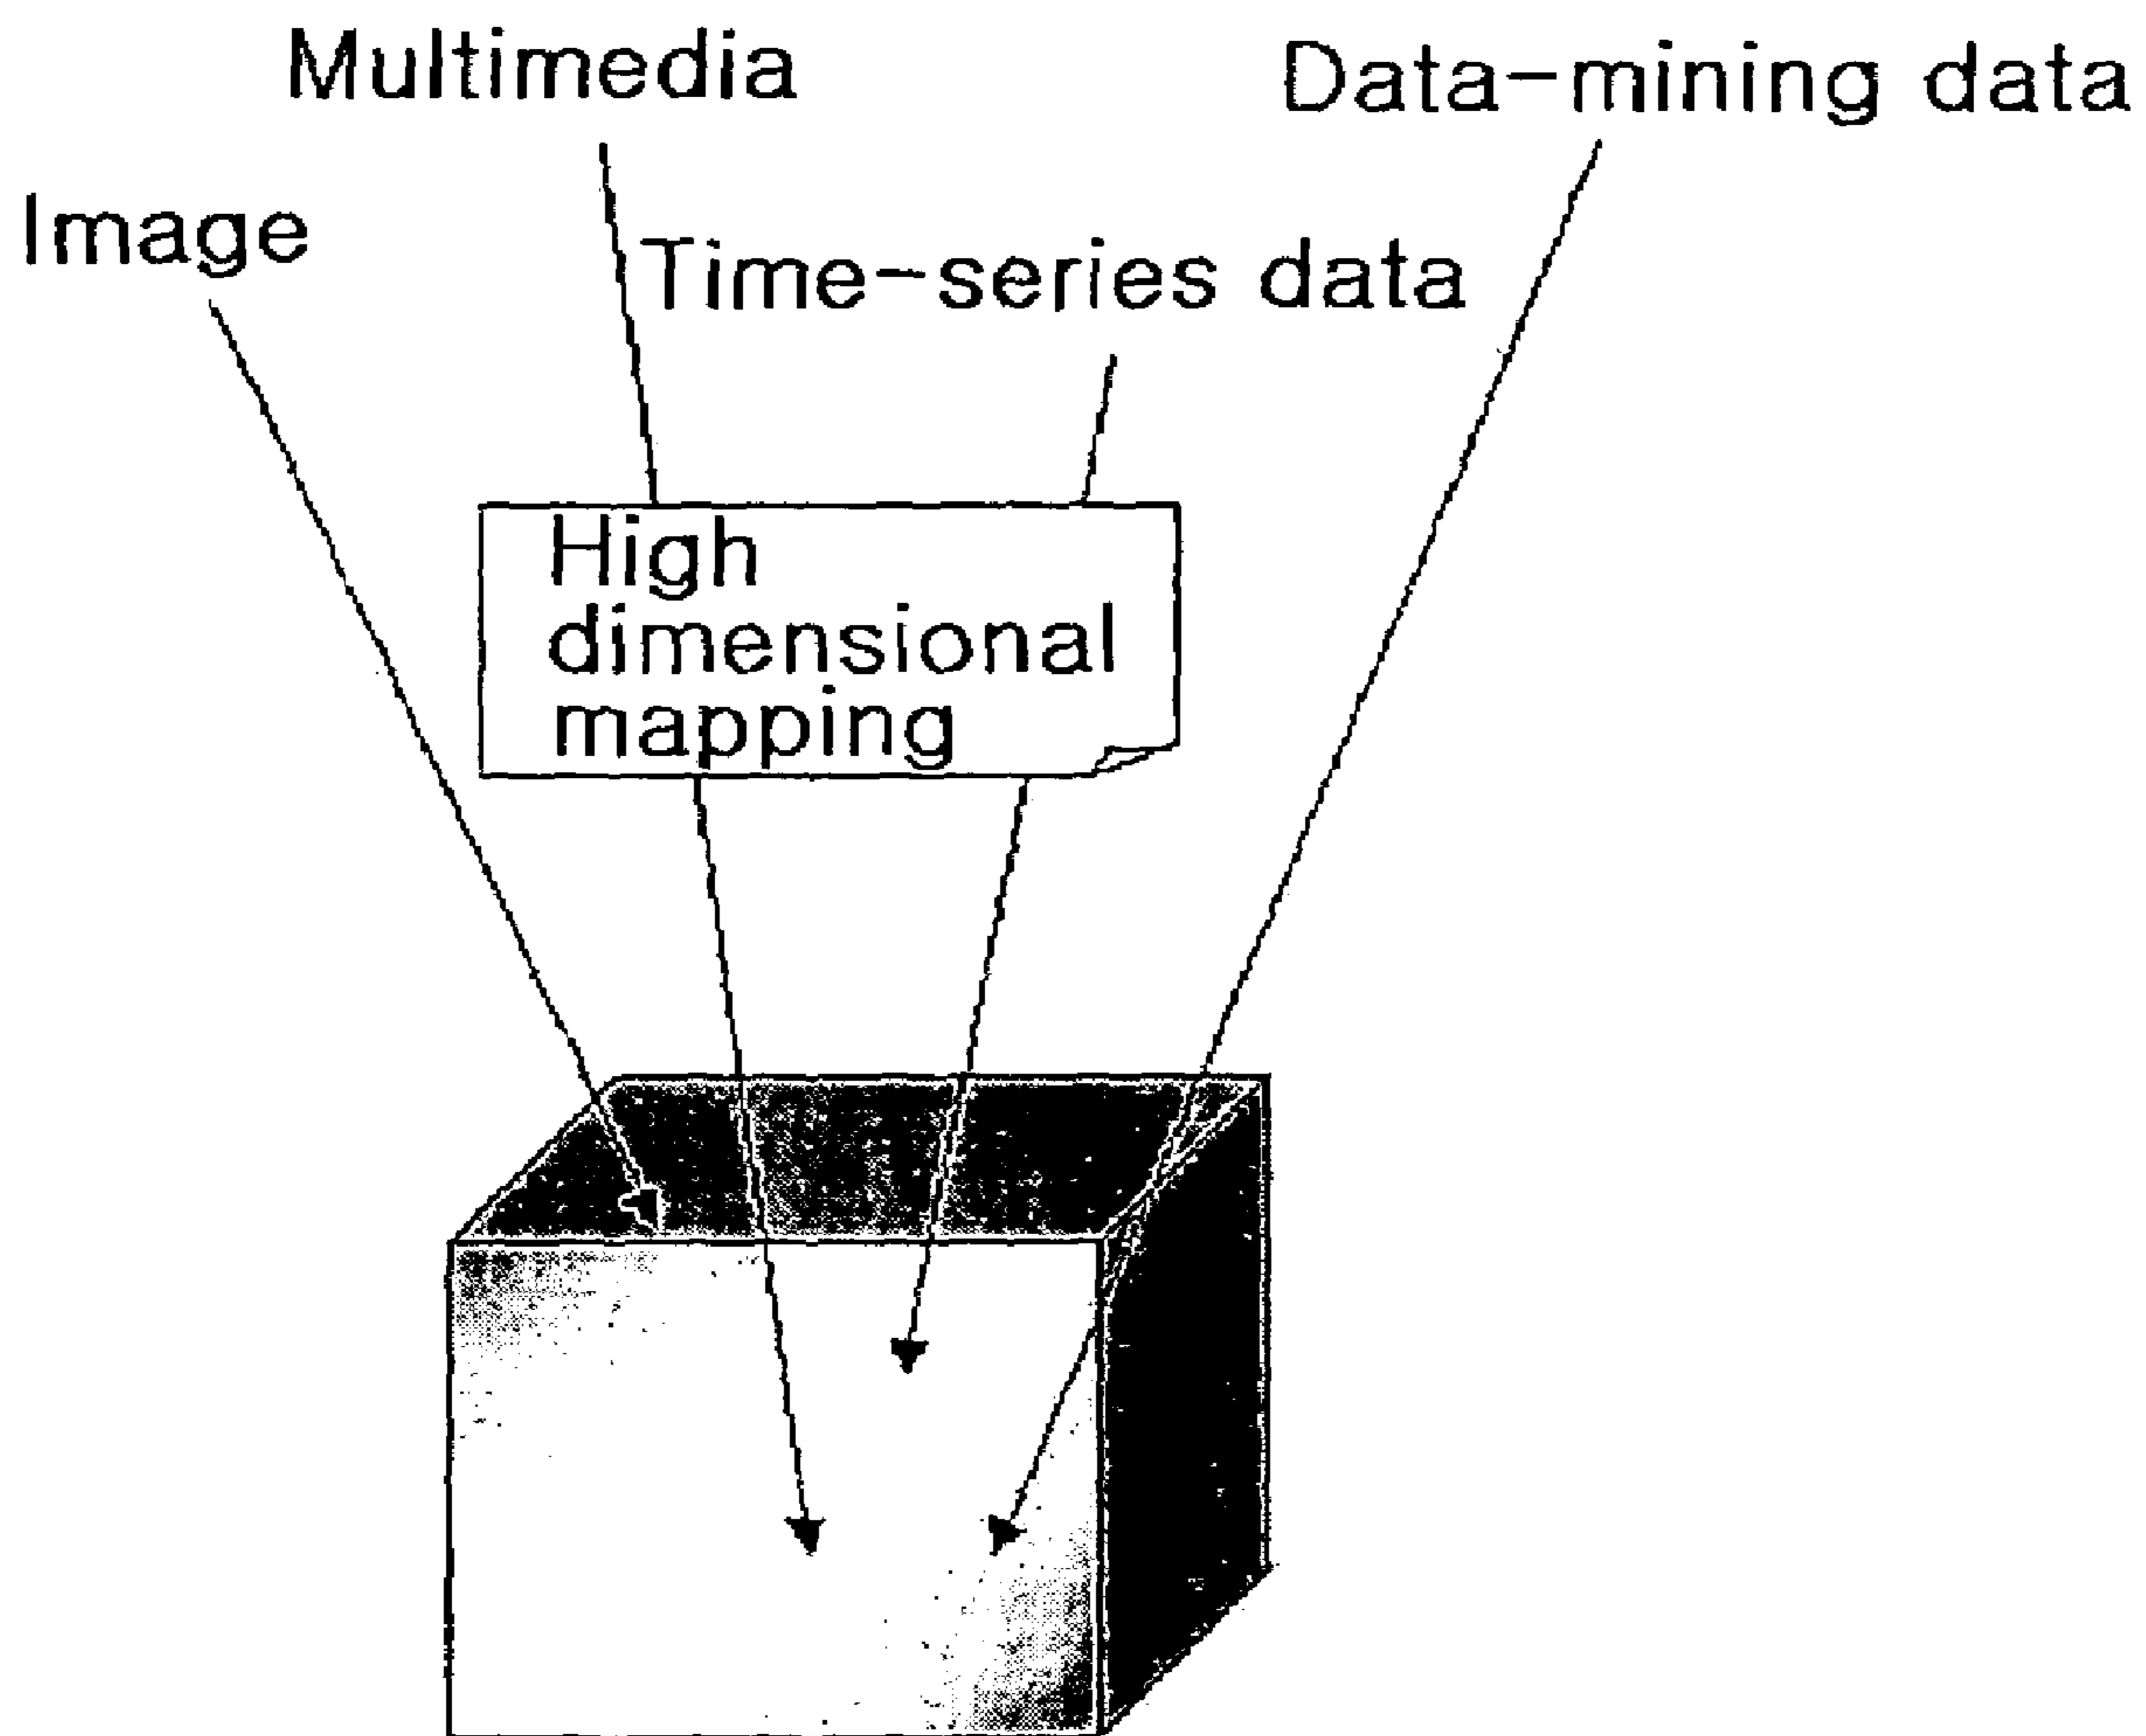 Multimedia
Data-mining data
Image
Time-series data
High
dimensional
mapping